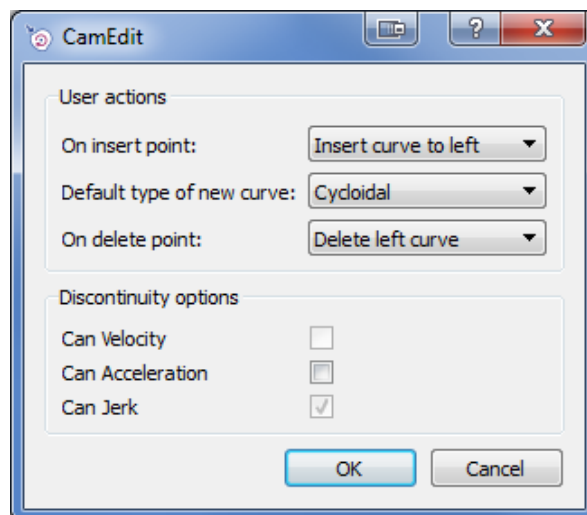 CamEdit
?
X
User actions
On insert point: Insert curve to left
Default type of new curve: Cycloidal
On delete point: Delete left curve
Discontinuity options
Can Velocity
Can Acceleration
Can Jerk
OK Cancel